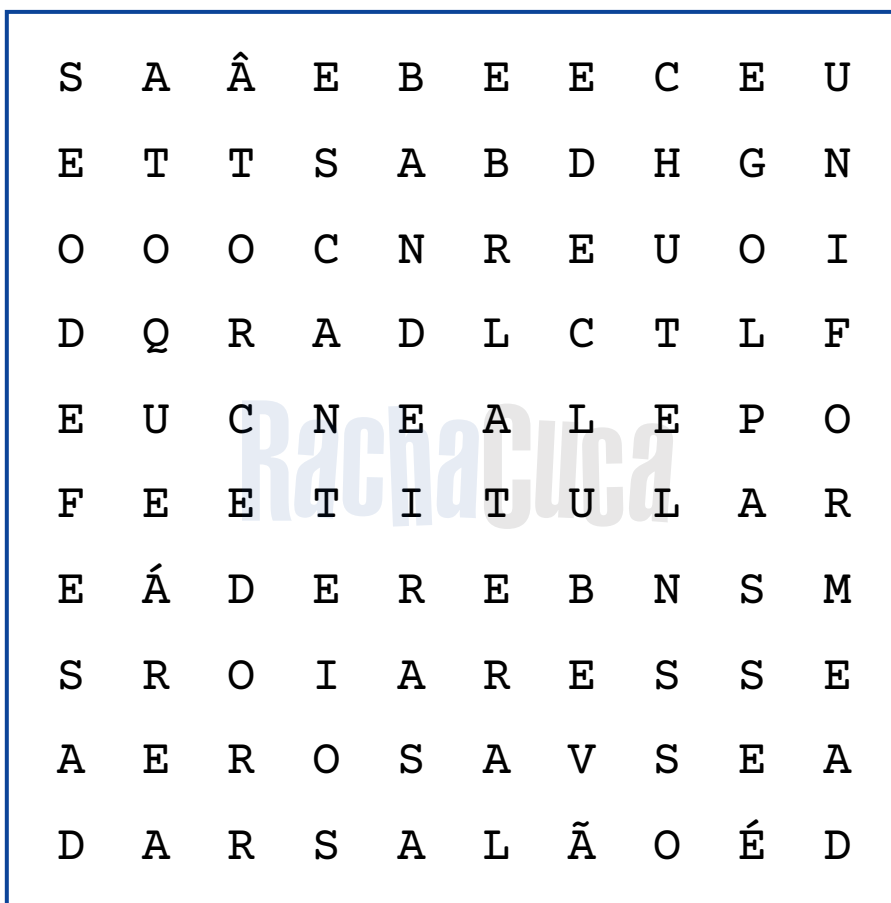 S A Â E B E E C E U
E T T S A B D H G N
O O O C N R E U O I
D Q R A D L C T L F
E U C N E A L E P O
F E E T I T U L A R
E Á D E R E B N S M
S R O I A R E S S E
A E R O S A V S E A
D A R S A L Ã O É D
RachaCuca